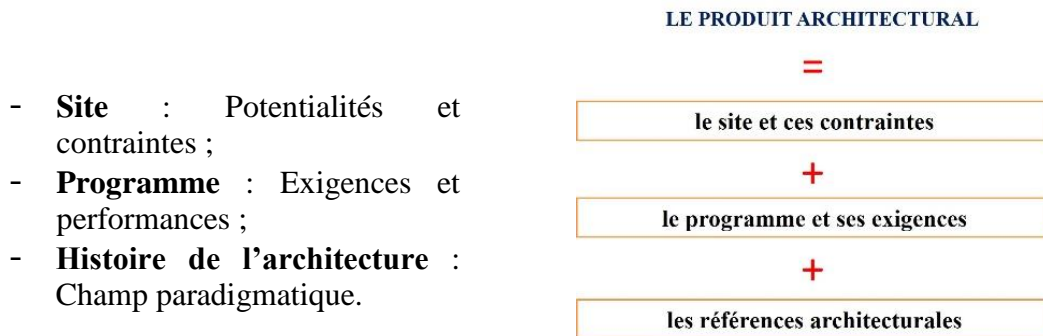 - Site : Potentialités et
contraintes ;
- Programme : Exigences et
performances ;
- Histoire de l’architecture :
Champ paradigmatique.
LE PRODUIT ARCHITECTURAL
=
le site et ces contraintes
+
le programme et ses exigences
+
les références architecturales